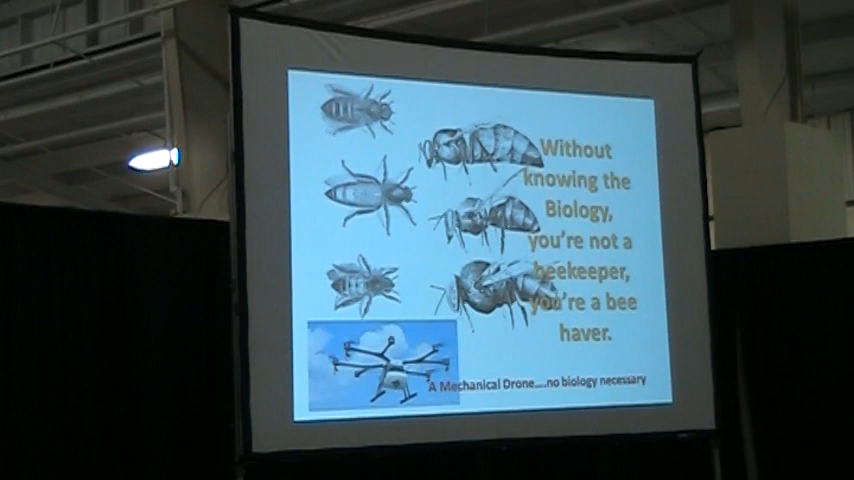 Without
knowing the
Biology,
you're not a
beekeeper,
you're a bee
haver.
A Mechanical Drone....no biology necessary